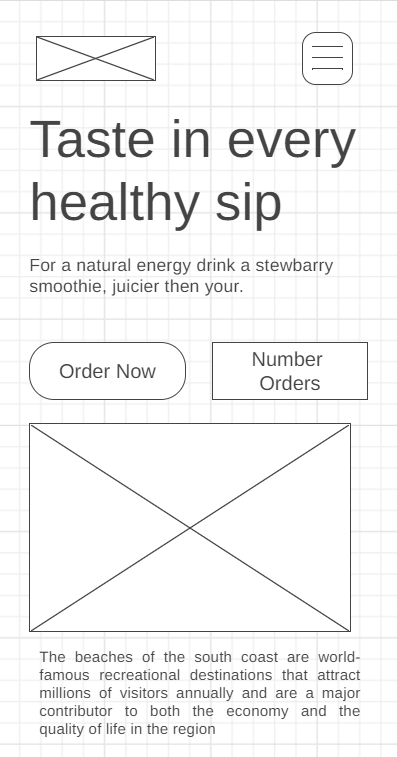 Taste in every
healthy sip
For a natural energy drink a stewbarry
smoothie, juicier then your.
Order Now
Number
Orders
The beaches of the south coast are world-
famous recreational destinations that attract
millions of visitors annually and are a major
contributor to both the economy and the
quality of life in the region